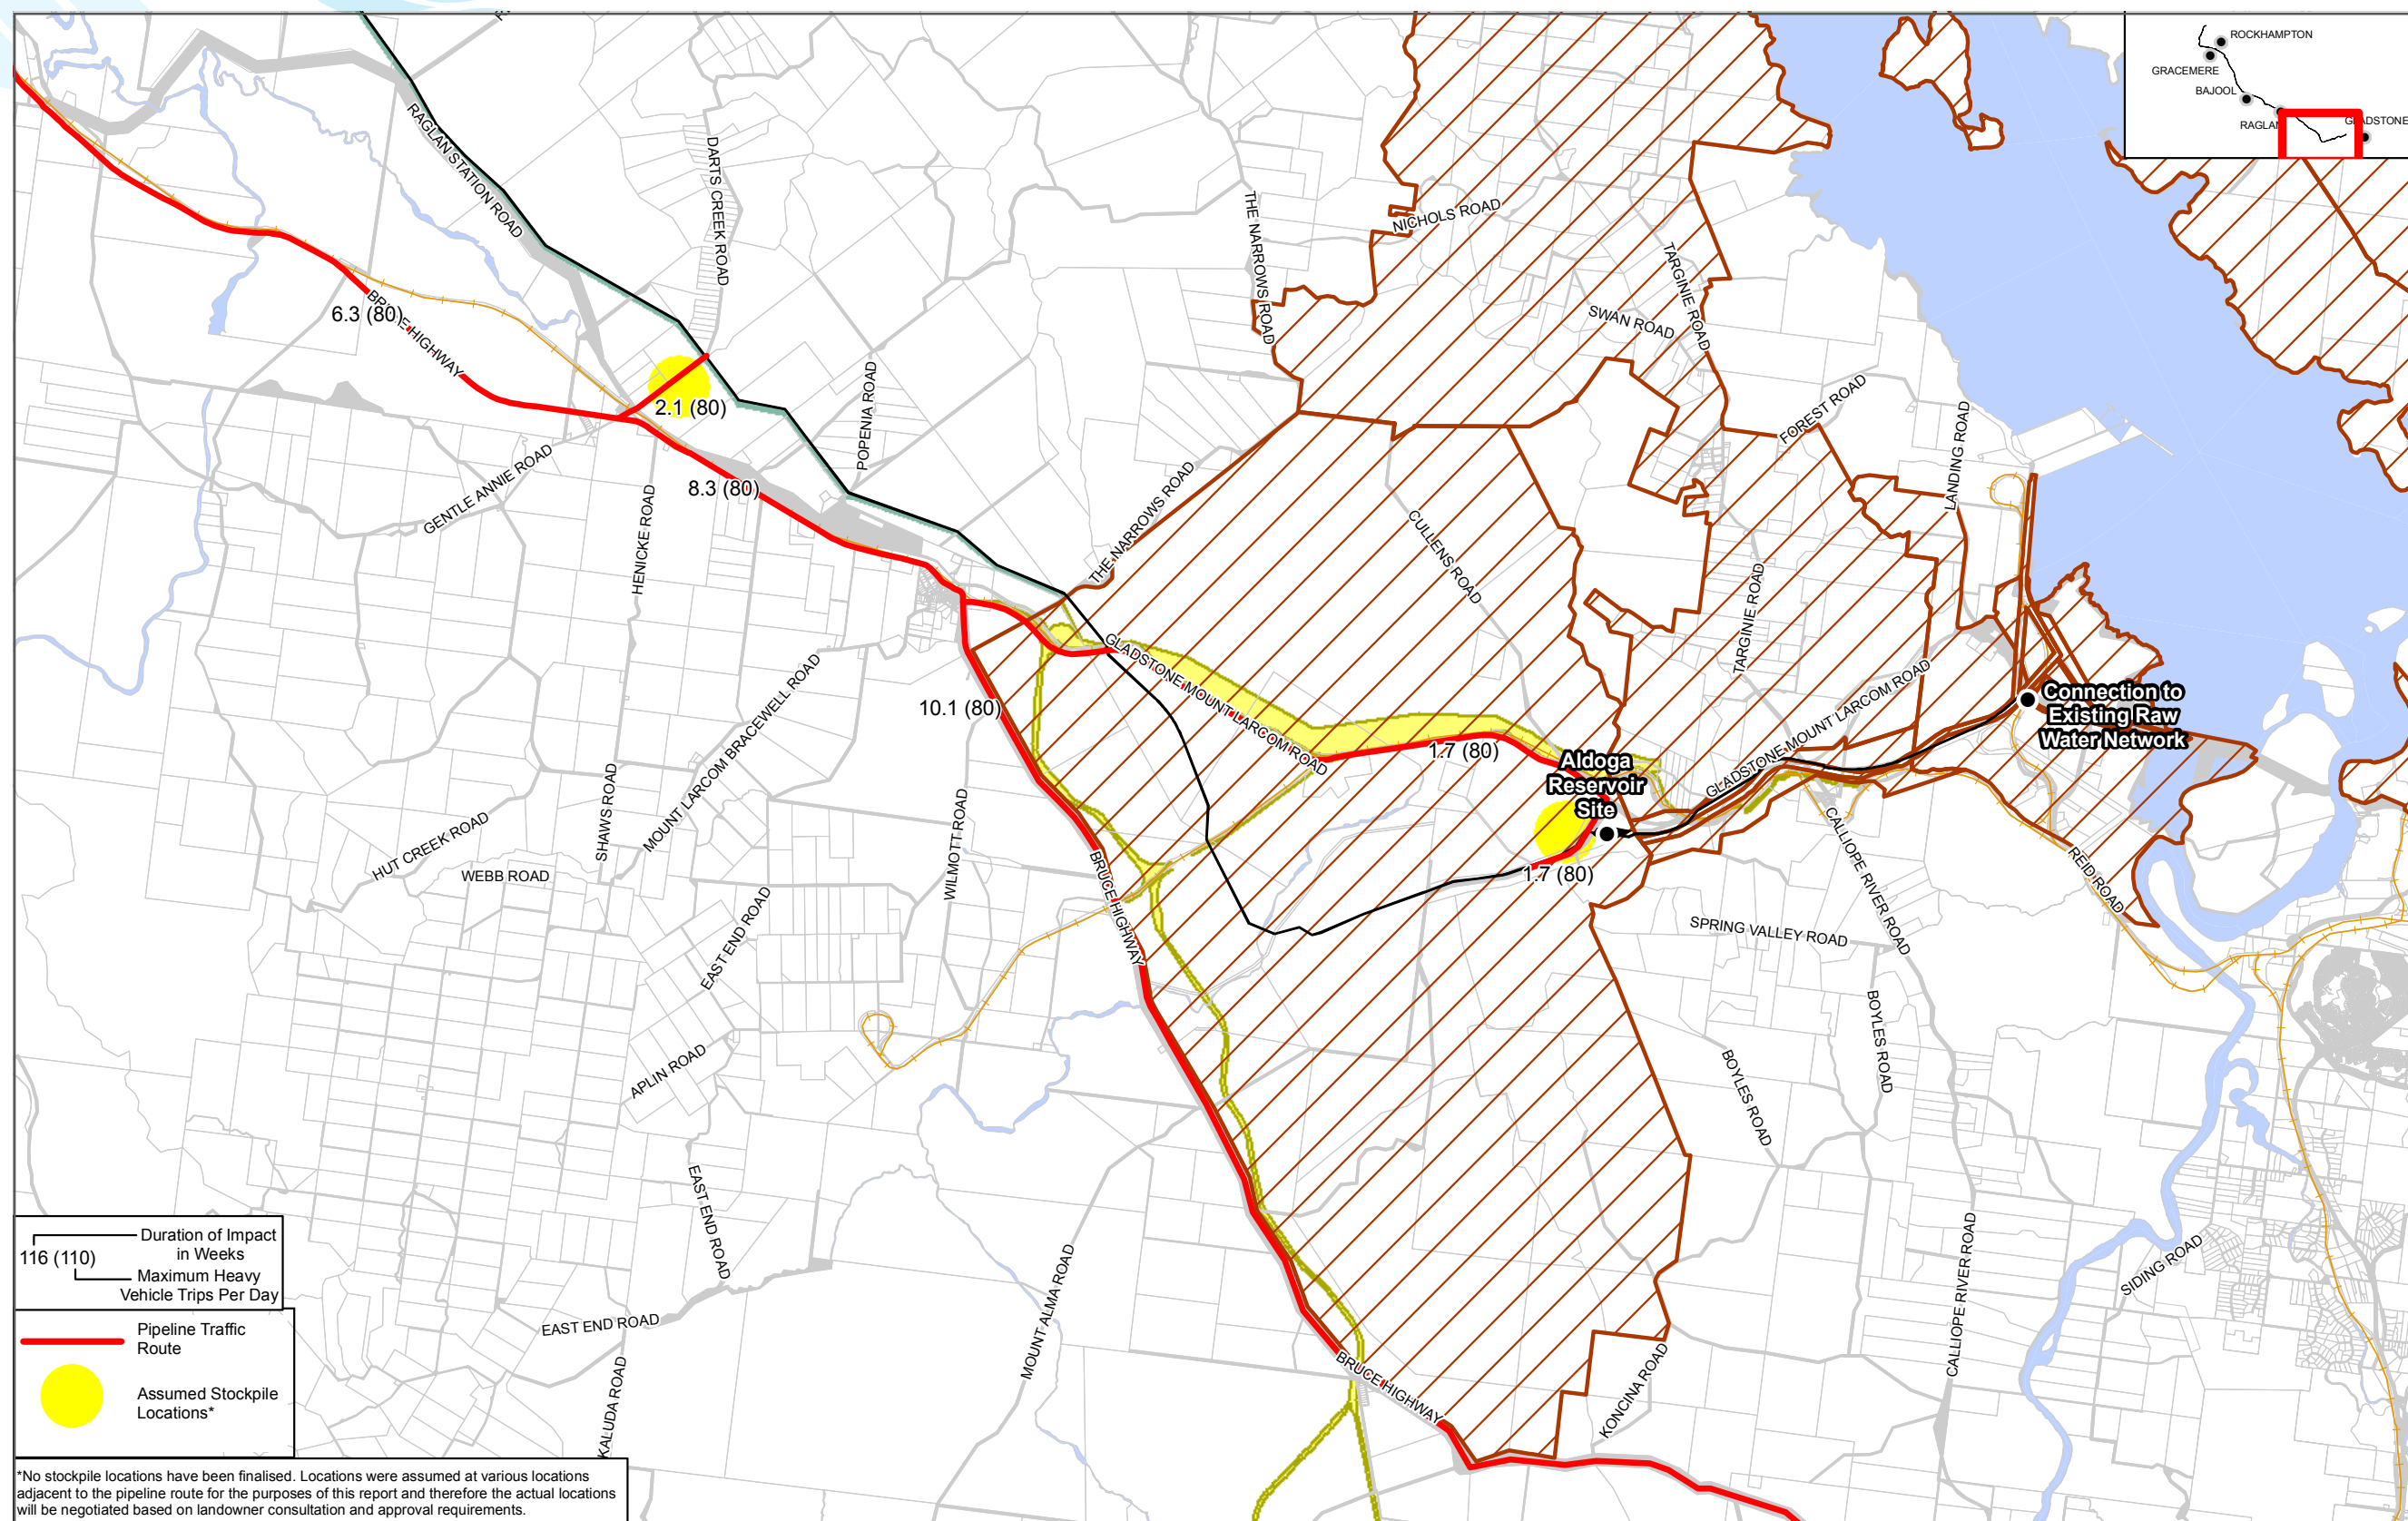 ROCKHAMPTON
GRACEMERE
BAJOOL
GLADSTONE
RAGLAN STATION ROAD
DARTS CREEK ROAD
THE NARROWS ROAD
NICHOLS ROAD
TARGINIE ROAD
SWAN ROAD
6.3 (80)
BRUCE HIGHWAY
2.1 (80)
POPENIA ROAD
FOREST ROAD
LANDING ROAD
GENTLE ANNIE ROAD
8.3 (80)
HENICKE ROAD
THE NARROWS ROAD
CULLENS ROAD
TARGINIE ROAD
GLADSTONE MOUNT LARCOM ROAD
MOUNT LARCOM BRACEWELL ROAD
10.1 (80)
1.7 (80)
GLADSTONE MOUNT LARCOM ROAD
Connection to
Existing Raw
Water Network
Aldoga
Reservoir
Site
1.7 (80)
HUT CREEK ROAD
SHAWS ROAD
WEBB ROAD
WILMOTT ROAD
BRUCE HIGHWAY
CALLIOPE RIVER ROAD
REID ROAD
EAST END ROAD
SPRING VALLEY ROAD
APLIN ROAD
BOYLES ROAD
BOYLES ROAD
EAST END ROAD
MOUNT ALMA ROAD
CALLIOPE RIVER ROAD
SIDING ROAD
EAST END ROAD
KALUDA ROAD
BRUCE HIGHWAY
KONCINA ROAD
Duration of Impact
in Weeks
116 (110)
Maximum Heavy
Vehicle Trips Per Day
Pipeline Traffic
Route
Assumed Stockpile
Locations*
*No stockpile locations have been finalised. Locations were assumed at various locations
adjacent to the pipeline route for the purposes of this report and therefore the actual locations
will be negotiated based on landowner consultation and approval requirements.